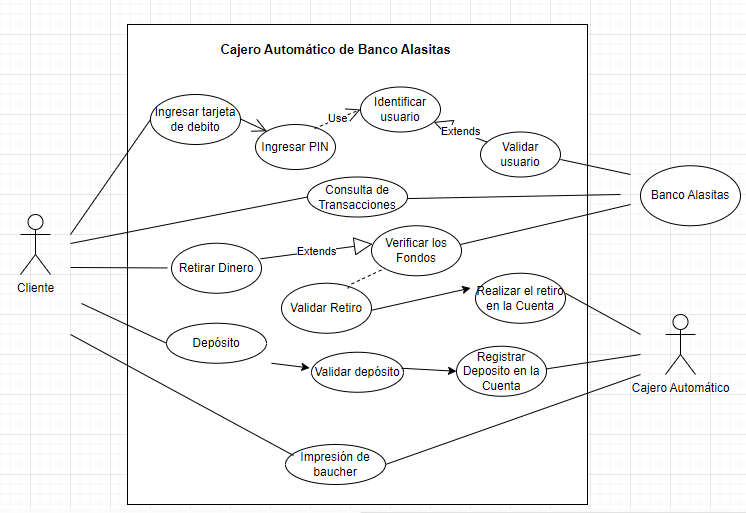 Cajero Automático de Banco Alasitas
Ingresar tarjeta
de debito
Use
Identificar
usuario
Ingresar PIN
Extends
Validar
usuario
Consulta de
Transacciones
Banco Alasitas
Cliente
Retirar Dinero
Extends
Verificar los
Fondos
Validar Retiro
Realizar el retiro
en la Cuenta
Depósito
Validar depósito
Registrar
Deposito en la
Cuenta
Cajero Automático
Impresión de
baucher